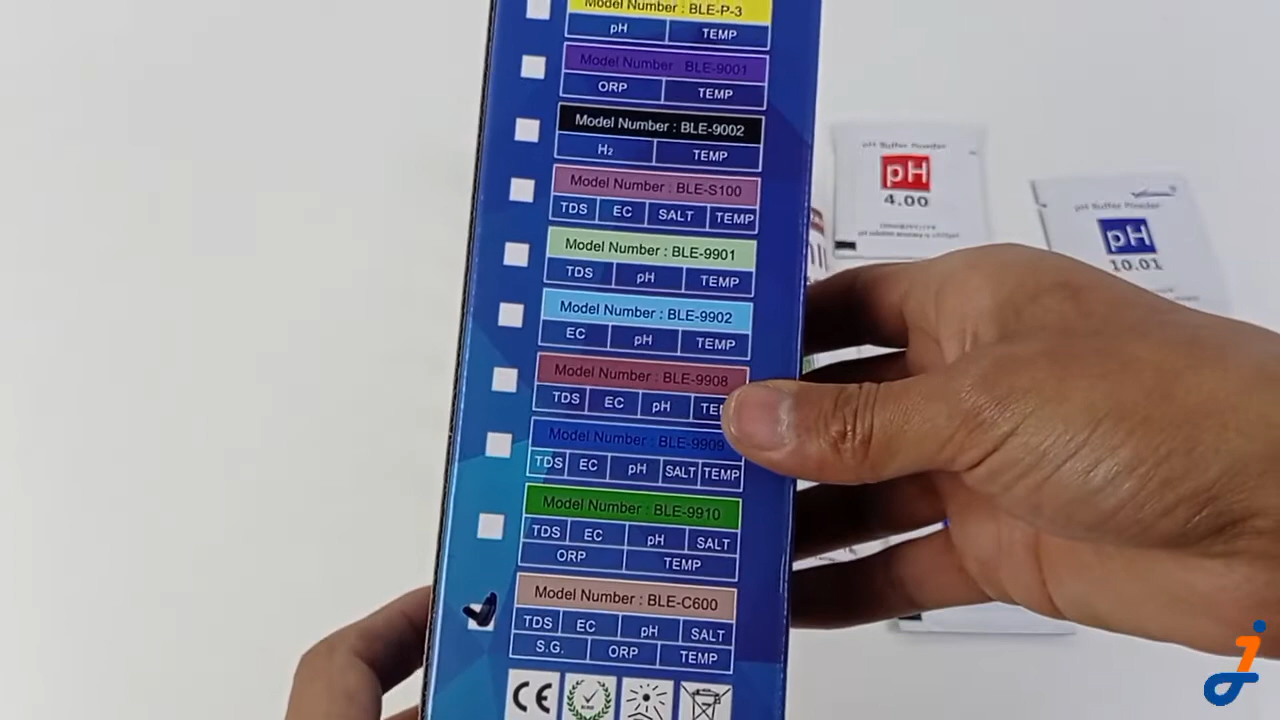 Model Number : BLE-P-3
pH TEMP
Model Number : BLE-9001
ORP TEMP
Model Number : BLE-9002
H₂ TEMP
Model Number : BLE-S100
TDS EC SALT TEMP
Model Number : BLE-9901
TDS pH TEMP
Model Number : BLE-9902
EC pH TEMP
Model Number : BLE-9908
TDS EC pH TE
Model Number : BLE-9909
TDS EC pH SALT TEMP
Model Number : BLE-9910
TDS EC pH SALT
ORP TEMP
Model Number : BLE-C600
TDS EC pH SALT
S.G. ORP TEMP
CE
pH Buffer Powder
pH
4.00
pH Buffer Powder
pH
10.01